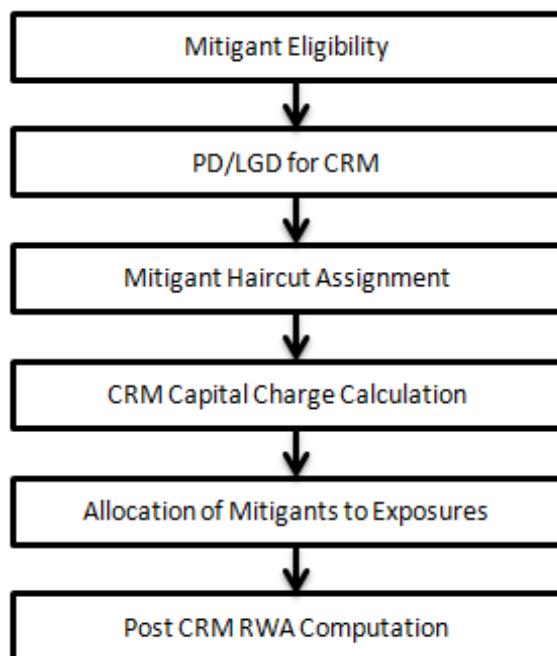 Mitigant Eligibility
PD/LGD for CRM
Mitigant Haircut Assignment
CRM Capital Charge Calculation
Allocation of Mitigants to Exposures
Post CRM RWA Computation